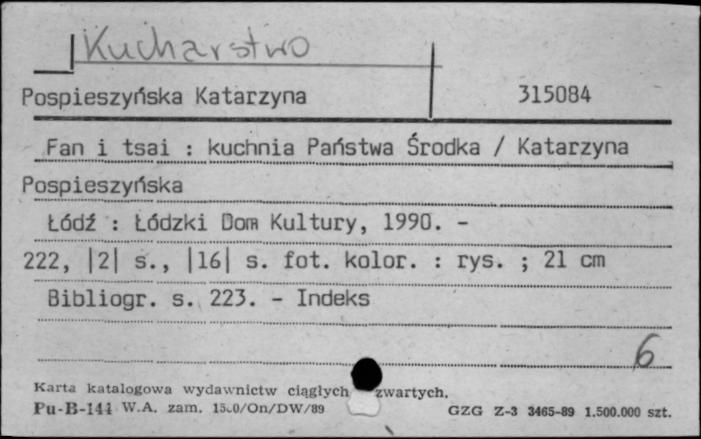 Kucharstwo
Pospieszyńska Katarzyna 315084
Fan i tsai : kuchnia Państwa Środka / Katarzyna
Pospieszyńska
Łódź : Łódzki Dom Kultury, 1990. -
222, |2| s., |16| s. fot. kolor. : rys. ; 21 cm
Bibliogr. s. 223. - Indeks
6
Karta katalogowa wydawnictw ciągłych zwartych.
Pu-B-144 W.A. zam. /On/DW/89 GZG Z-3 3465-89 1.500.000 szt.